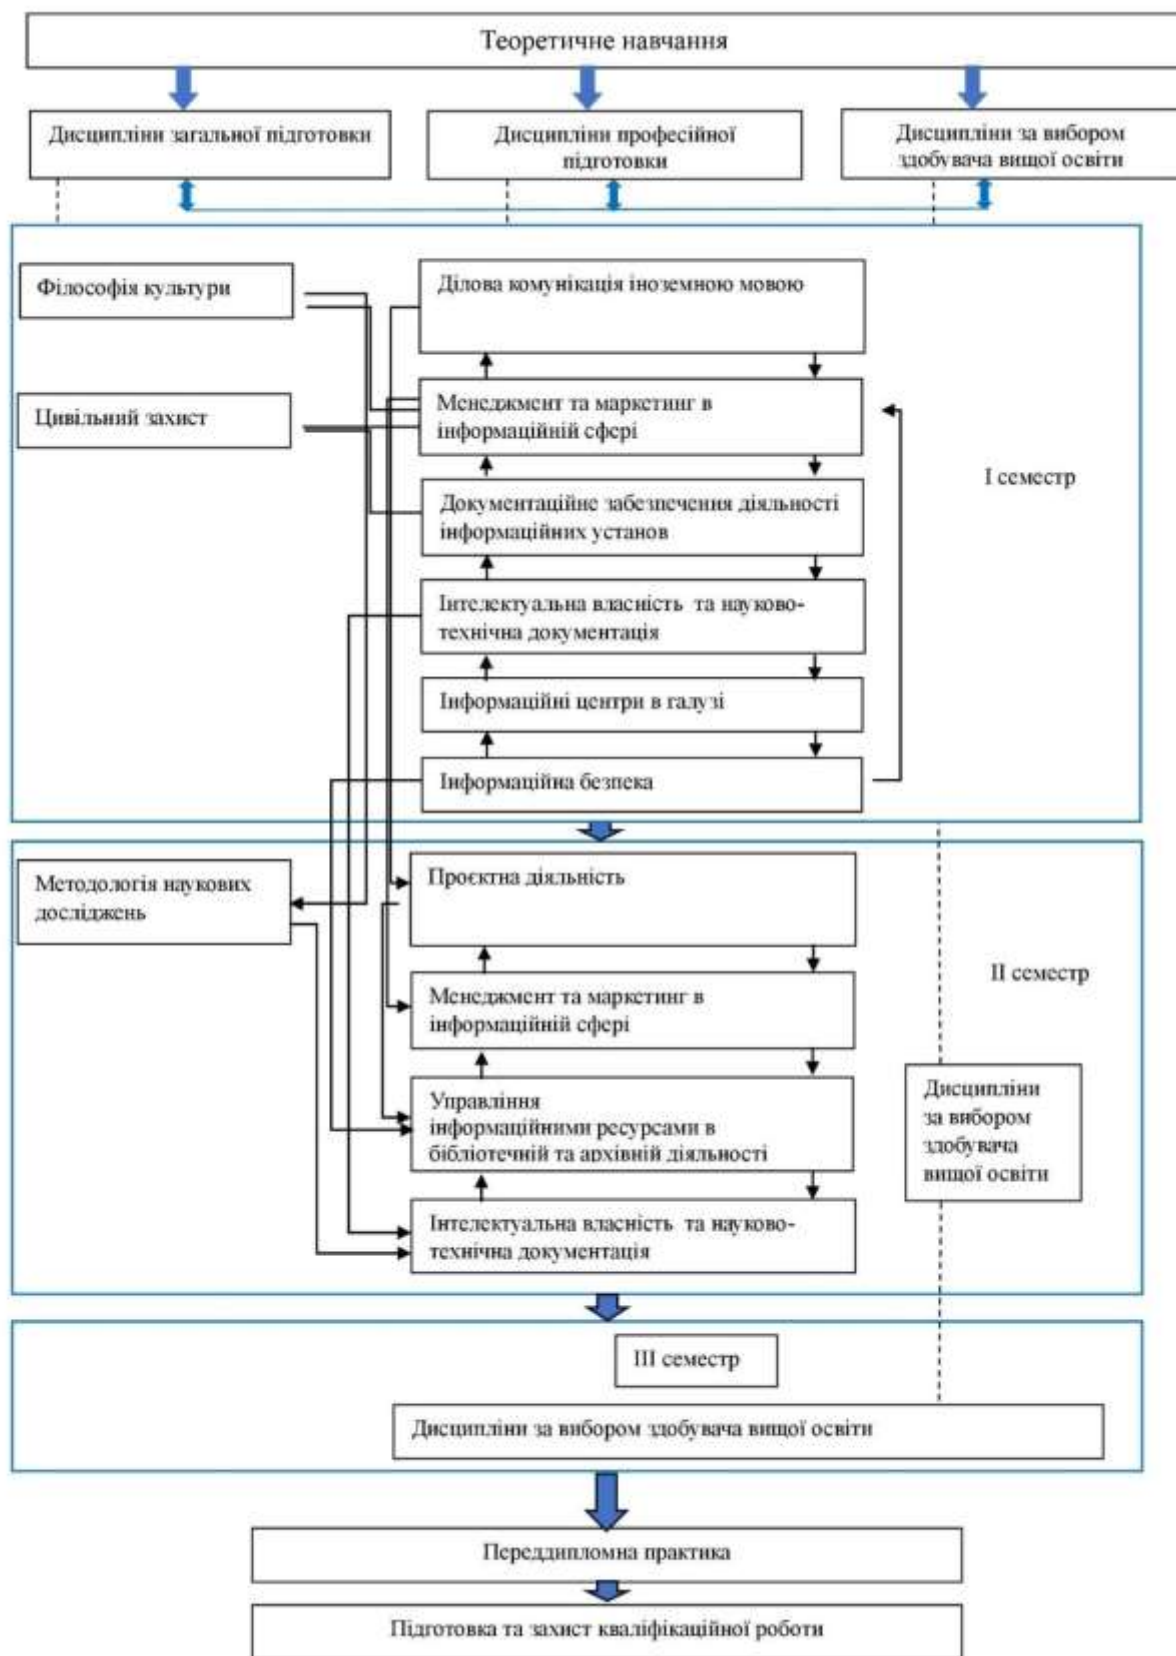 Теоретичне навчання
Дисципліни загальної підготовки
Дисципліни професійної
підготовки
Дисципліни за вибором
здобувача вищої освіти
Філософія культури
Цивільний захист
Ділова комунікація іноземною мовою
Менеджмент та маркетинг в
інформаційній сфері
Документаційне забезпечення діяльності
інформаційних установ
Інтелектуальна власність та науково-
технічна документація
Інформаційні центри в галузі
Інформаційна безпека
І семестр
Методологія наукових
досліджень
Проєктна діяльність
Менеджмент та маркетинг в
інформаційній сфері
Управління
інформаційними ресурсами в
бібліотечній та архівній діяльності
Інтелектуальна власність та науково-
технічна документація
ІІ семестр
Дисципліни
за вибором
здобувача
вищої освіти
ІІІ семестр
Дисципліни за вибором здобувача вищої освіти
Переддипломна практика
Підготовка та захист кваліфікаційної роботи